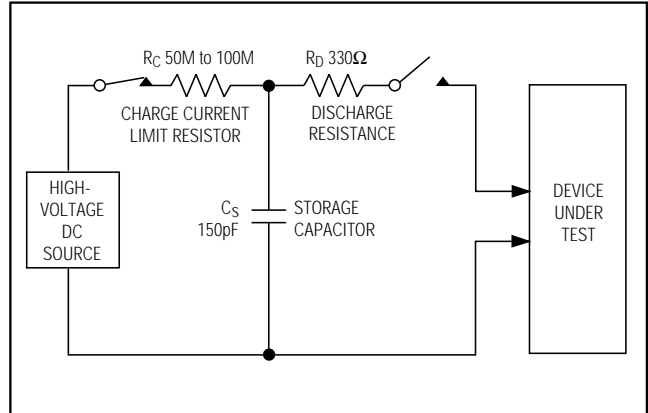 RC 50M to 100M
RD 330Ω
CHARGE CURRENT
LIMIT RESISTOR
DISCHARGE
RESISTANCE
HIGH-
VOLTAGE
DC
SOURCE
CS
150pF
STORAGE
CAPACITOR
DEVICE
UNDER
TEST